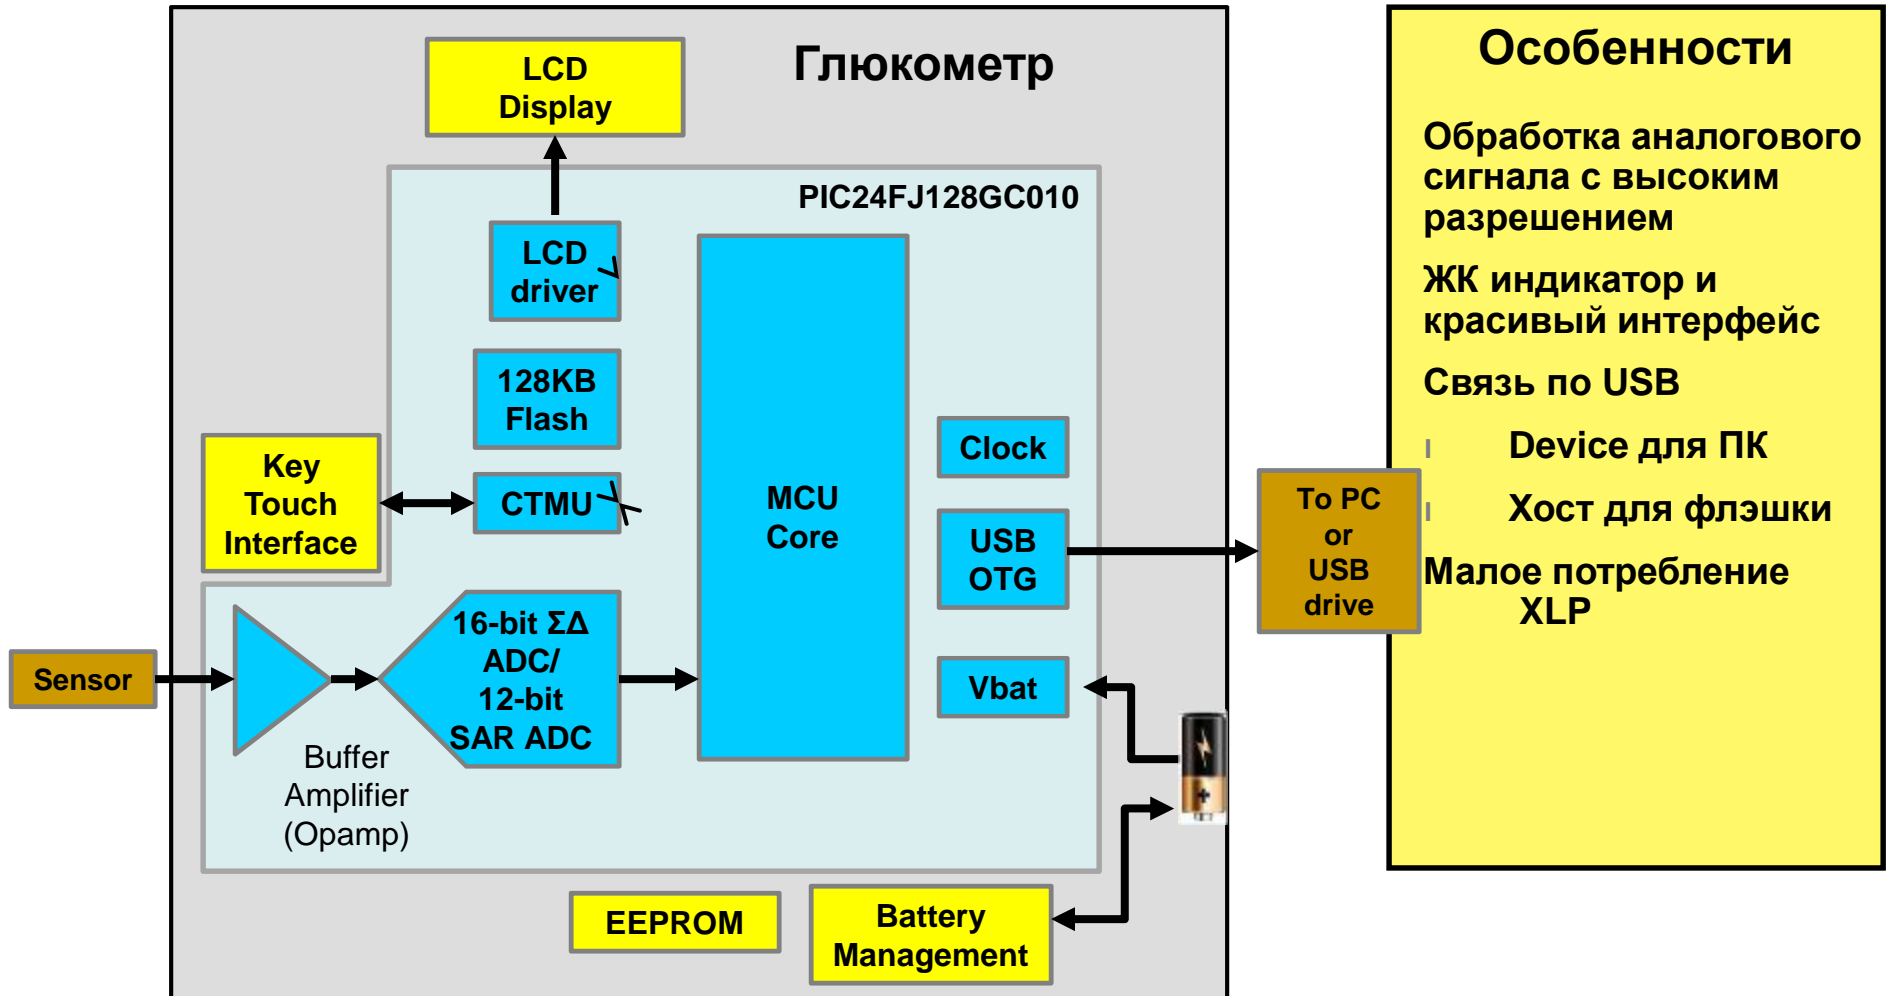 Глюкометр
LCD
Display
PIC24FJ128GC010
LCD
driver
128KB
Flash
Key
Touch
Interface
CTMU
MCU
Core
Clock
USB
OTG
Vbat
To PC
or
USB
drive
Sensor
16-bit ΣΔ
ADC/
12-bit
SAR ADC
Buffer
Amplifier
(Opamp)
EEPROM
Battery
Management
Особенности
Обработка аналогового
сигнала с высоким
разрешением
ЖК индикатор и
красивый интерфейс
Связь по USB
Device для ПК
Хост для флэшки
Малое потребление
XLP